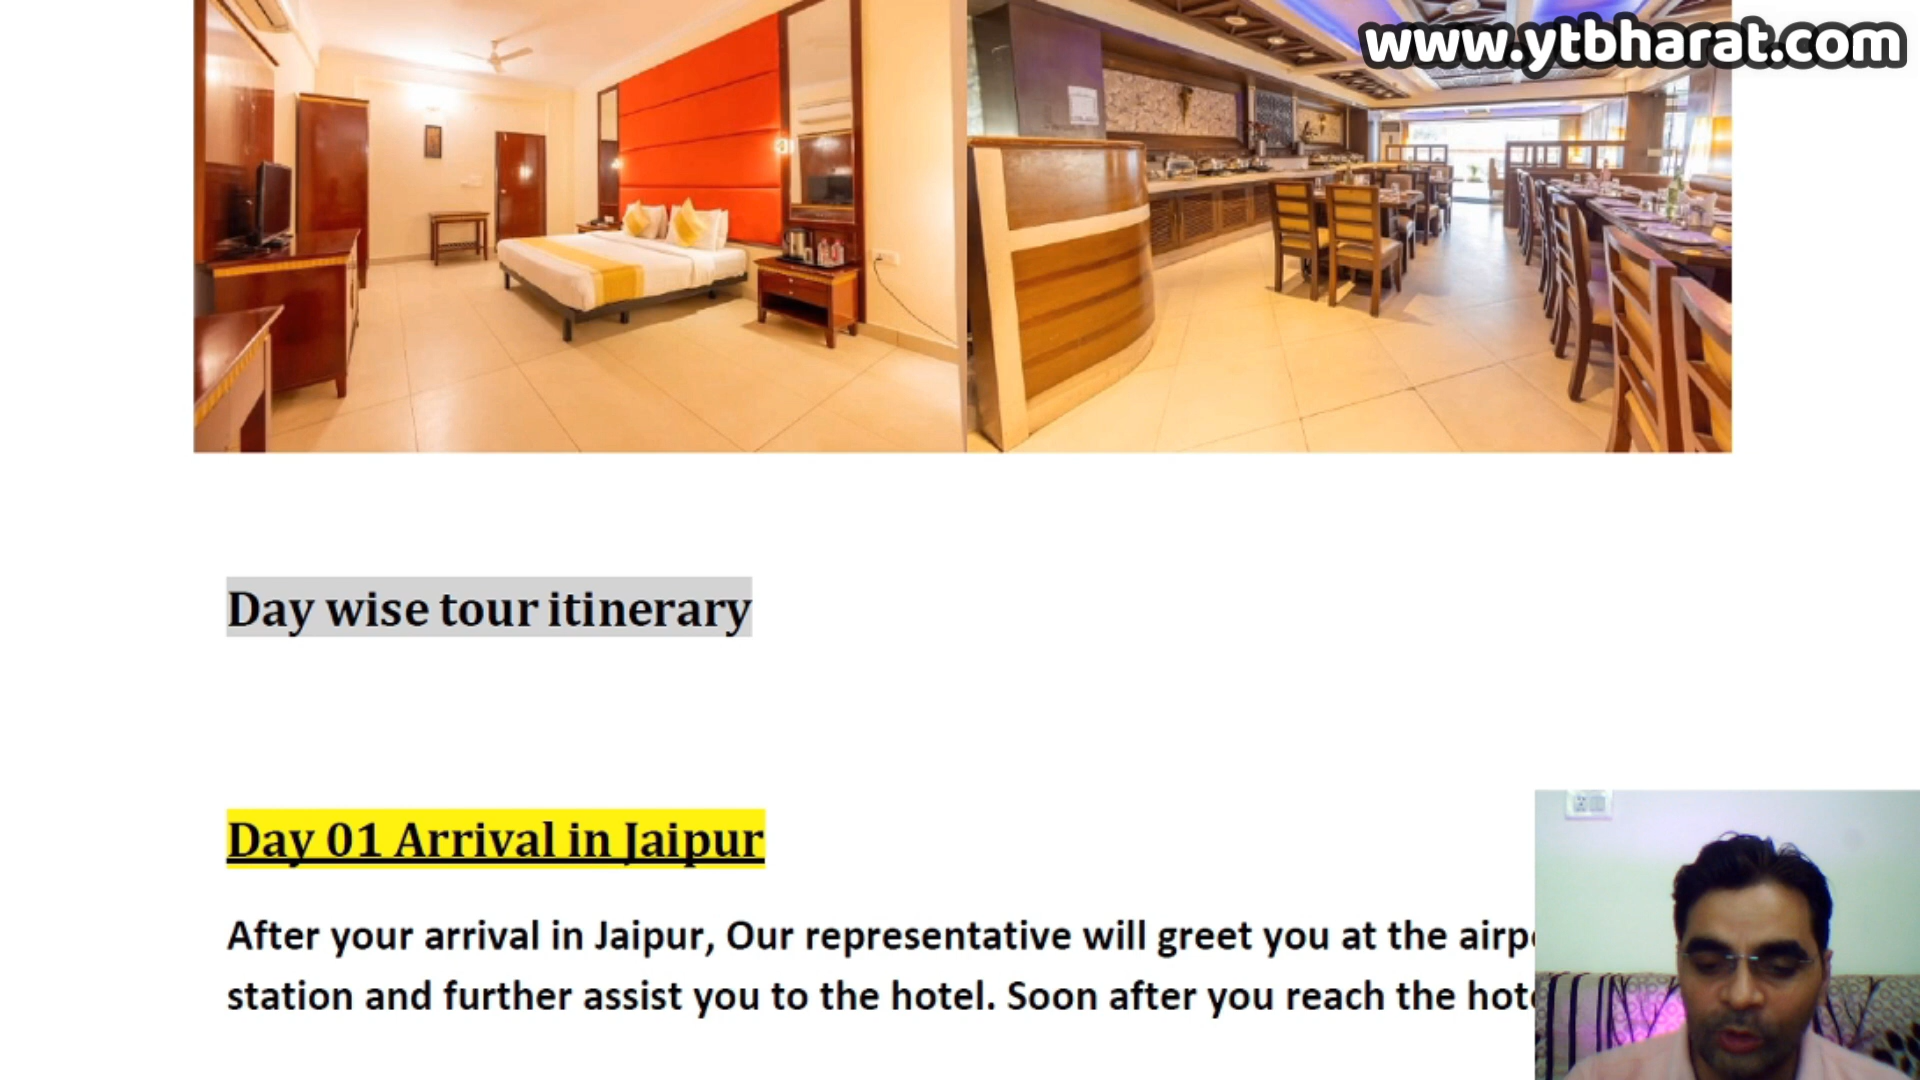 www.ytbharat.com
Day wise tour itinerary
Day 01 Arrival in Jaipur
After your arrival in Jaipur, Our representative will greet you at the
station and further assist you to the hotel. Soon after you reach the